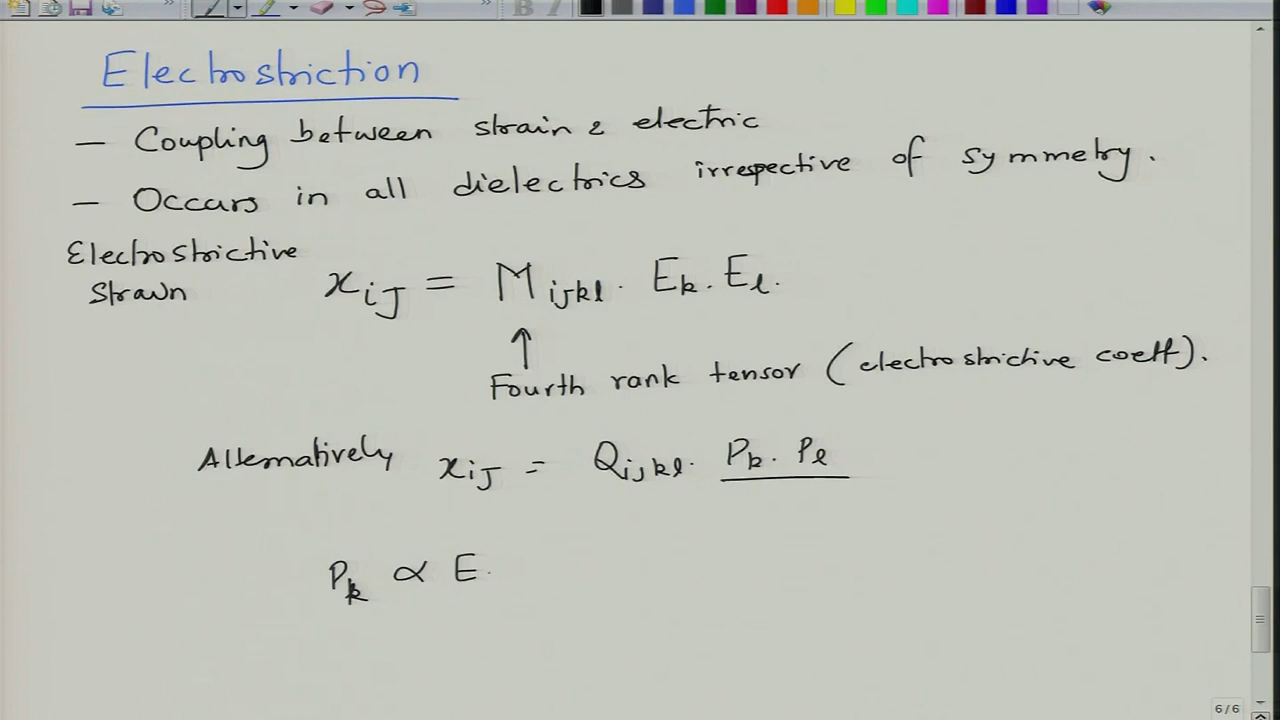 Electrostriction
— Coupling between strain & electric
— Occurs in all dielectrics irrespective of symmetry.
Electrostrictive
Strawn
x_ij = M_ijkl . E_k . E_l .
↑
Fourth rank tensor (electrostrictive coeff).
Alternatively x_ij = Q_ijkl . P_k . P_l
P_k ∝ E
6/6